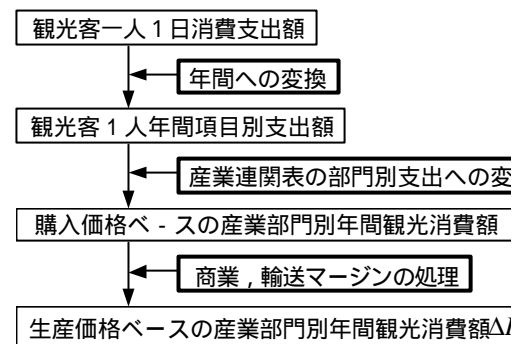 観光客一人１日消費支出額
年間への変換
観光客１人年間項目別支出額
産業連関表の部門別支出への変
購入価格ベ‐スの産業部門別年間観光消費額
商業，輸送マージンの処理
生産価格ベースの産業部門別年間観光消費額Δ